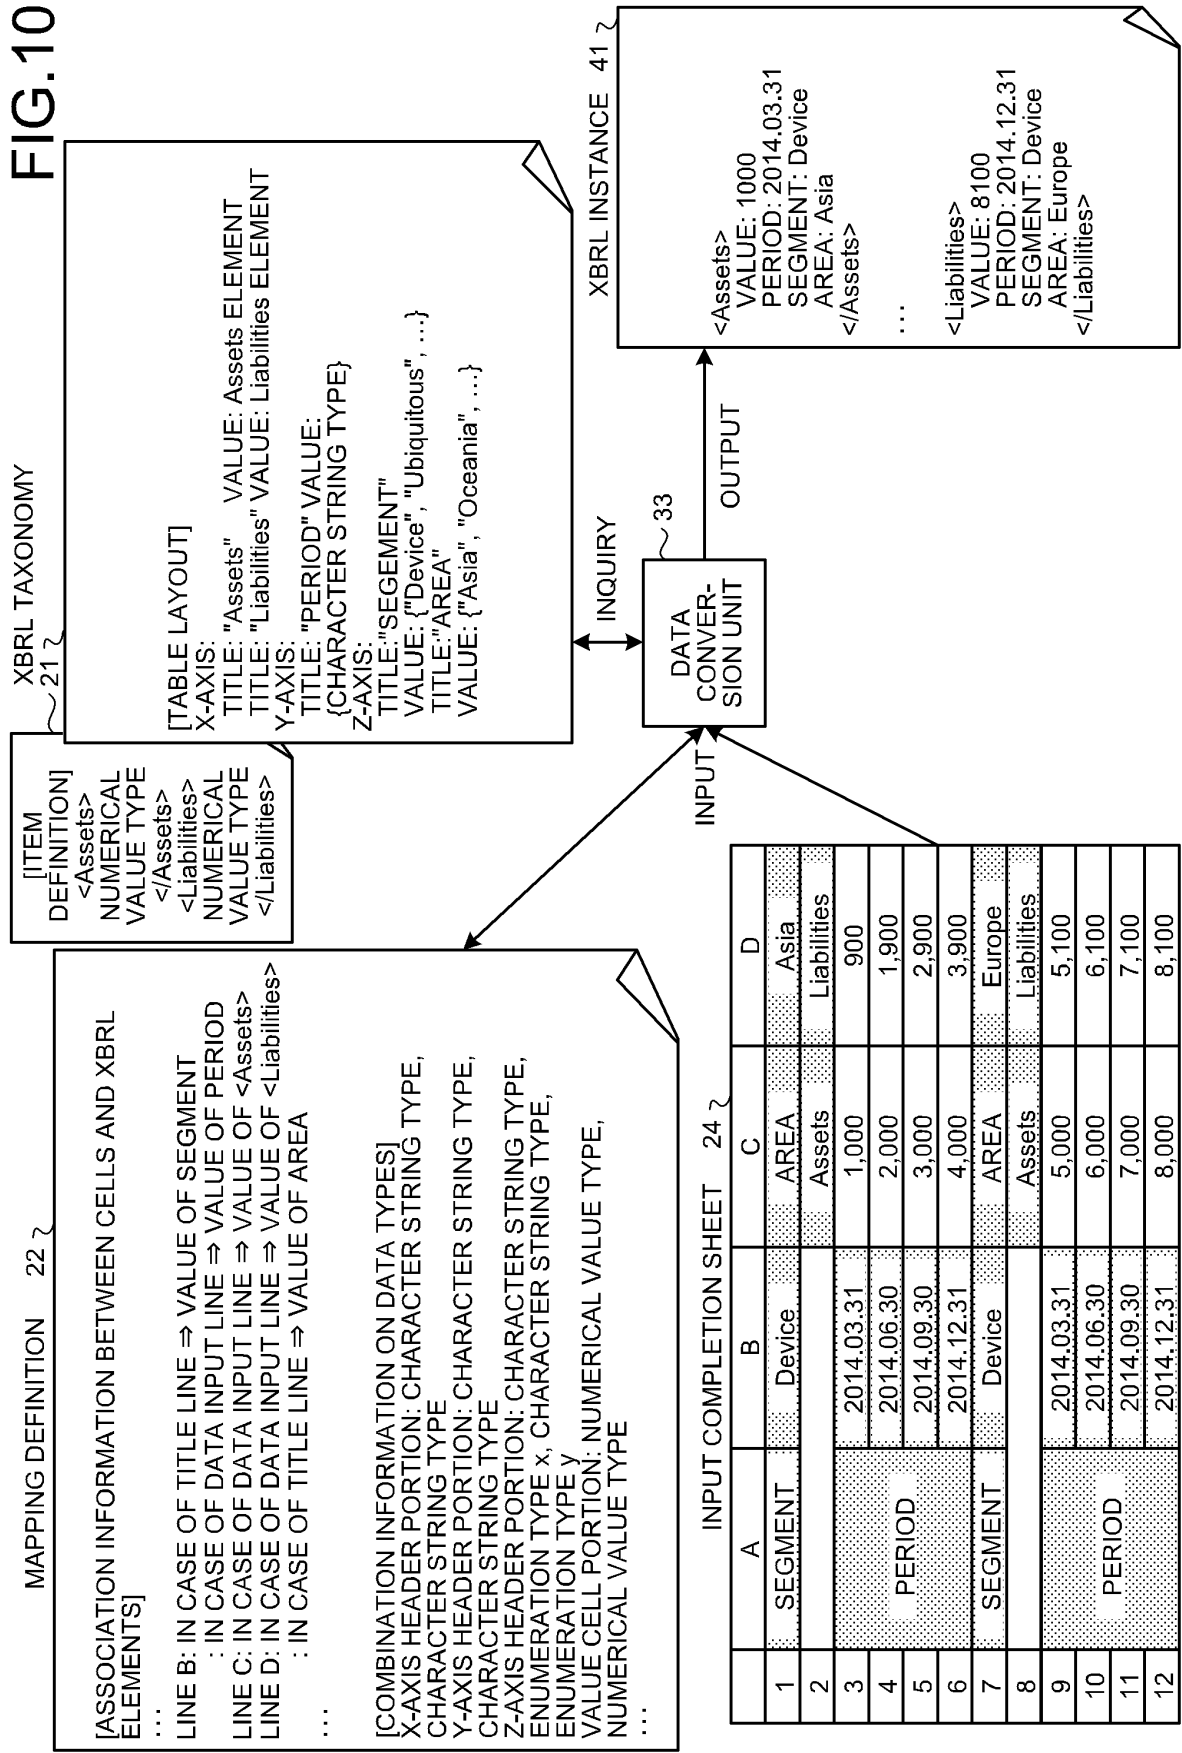 FIG.10
MAPPING DEFINITION 22
[ASSOCIATION INFORMATION BETWEEN CELLS AND XBRL
ELEMENTS]
...
LINE B: IN CASE OF TITLE LINE ⇒ VALUE OF SEGMENT
: IN CASE OF DATA INPUT LINE ⇒ VALUE OF PERIOD
LINE C: IN CASE OF DATA INPUT LINE ⇒ VALUE OF <Assets>
LINE D: IN CASE OF DATA INPUT LINE ⇒ VALUE OF <Liabilities>
: IN CASE OF TITLE LINE ⇒ VALUE OF AREA
...
[COMBINATION INFORMATION ON DATA TYPES]
X-AXIS HEADER PORTION: CHARACTER STRING TYPE,
CHARACTER STRING TYPE
Y-AXIS HEADER PORTION: CHARACTER STRING TYPE,
CHARACTER STRING TYPE
Z-AXIS HEADER PORTION: CHARACTER STRING TYPE,
ENUMERATION TYPE x, CHARACTER STRING TYPE,
ENUMERATION TYPE y
VALUE CELL PORTION: NUMERICAL VALUE TYPE,
NUMERICAL VALUE TYPE
...
XBRL TAXONOMY
21
[ITEM
DEFINITION]
<Assets>
NUMERICAL
VALUE TYPE
</Assets>
<Liabilities>
NUMERICAL
VALUE TYPE
</Liabilities>
[TABLE LAYOUT]
X-AXIS:
TITLE: "Assets" VALUE: Assets ELEMENT
TITLE: "Liabilities" VALUE: Liabilities ELEMENT
Y-AXIS:
TITLE: "PERIOD" VALUE:
{CHARACTER STRING TYPE}
Z-AXIS:
TITLE:"SEGEMENT"
VALUE: {"Device", "Ubiquitous", ...}
TITLE:"AREA"
VALUE: {"Asia", "Oceania", ...}
INPUT
INQUIRY
DATA
CONVER-
SION UNIT
33
OUTPUT
XBRL INSTANCE 41
<Assets>
VALUE: 1000
PERIOD: 2014.03.31
SEGMENT: Device
AREA: Asia
</Assets>
...
<Liabilities>
VALUE: 8100
PERIOD: 2014.12.31
SEGMENT: Device
AREA: Europe
</Liabilities>
INPUT COMPLETION SHEET 24
A B C D
1 SEGMENT Device AREA Asia
2 Assets Liabilities
3 PERIOD 2014.03.31 1,000 900
4 2014.06.30 2,000 1,900
5 2014.09.30 3,000 2,900
6 2014.12.31 4,000 3,900
7 SEGMENT Device AREA Europe
8 Assets Liabilities
9 PERIOD 2014.03.31 5,000 5,100
10 2014.06.30 6,000 6,100
11 2014.09.30 7,000 7,100
12 2014.12.31 8,000 8,100